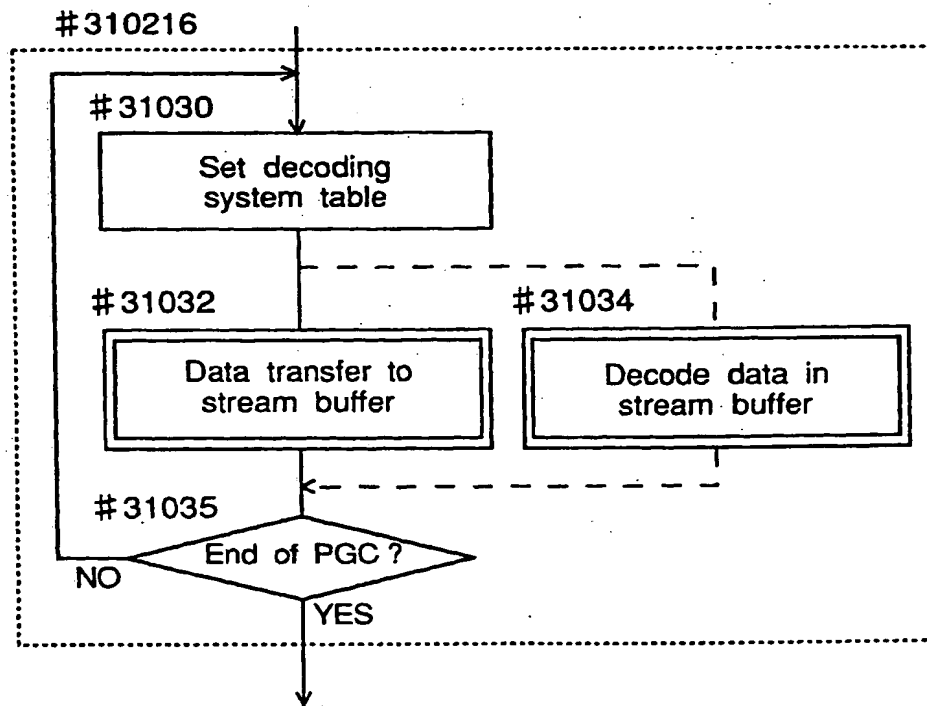 #310216
#31030
Set decoding
system table
#31032
#31034
Data transfer to
stream buffer
Decode data in
stream buffer
#31035
End of PGC?
NO
YES